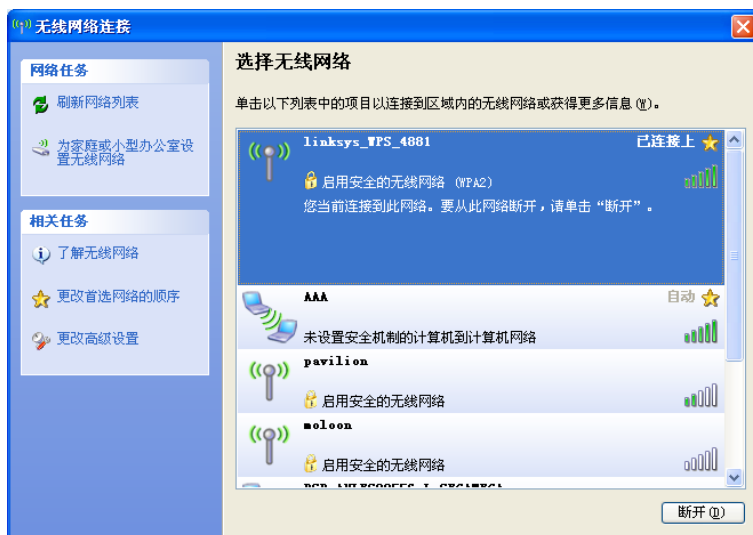 无线网络连接
网络任务
刷新网络列表
为家庭或小型办公室设
置无线网络
相关任务
了解无线网络
更改首选网络的顺序
更改高级设置
选择无线网络
单击以下列表中的项目以连接到区域内的无线网络或获得更多信息(W)。
linksys_WPS_4881 已连接上
启用安全的无线网络 (WPA2)
您当前连接到此网络。要从此网络断开，请单击“断开”。
AAA 自动
未设置安全机制的计算机到计算机网络
pavilion
启用安全的无线网络
moloon
启用安全的无线网络
断开(D)